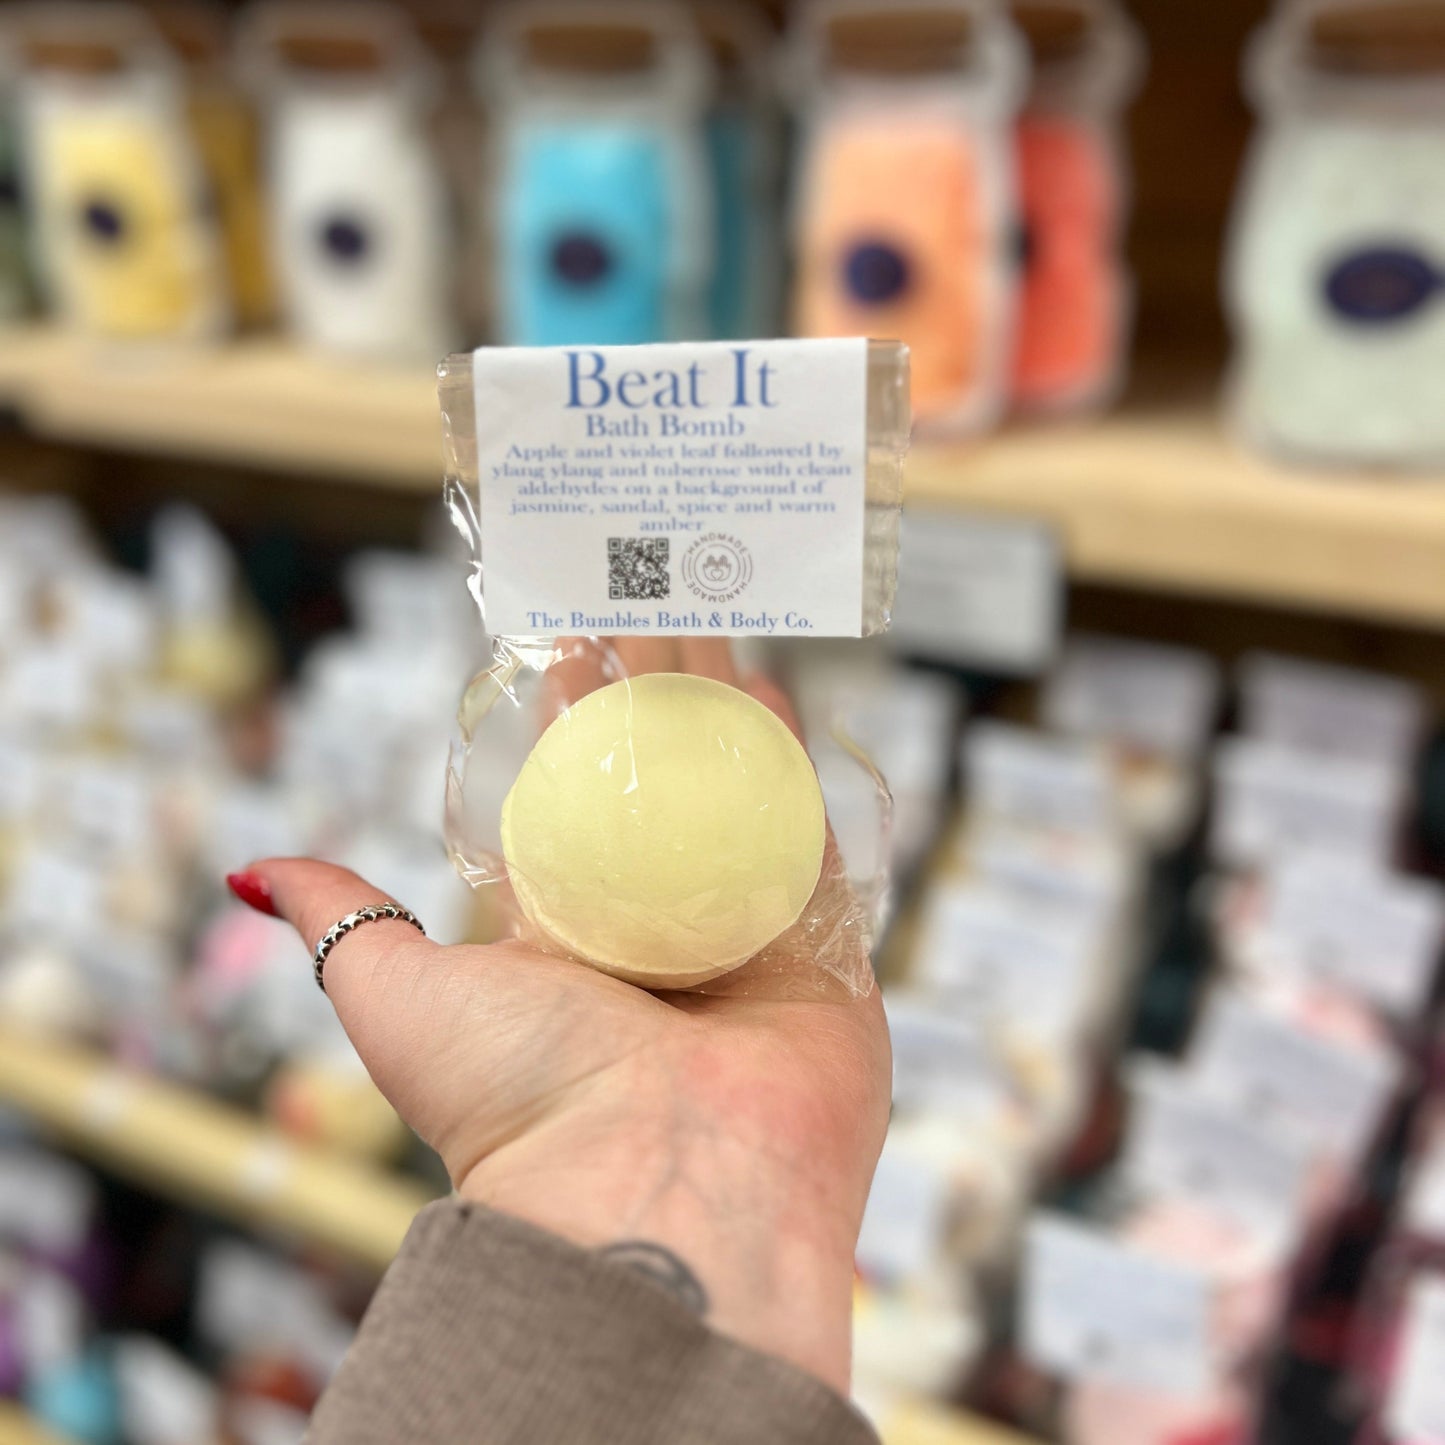 Beat It
Bath Bomb
Apple and violet leaf followed by
ylang ylang and tuberose with clean
aldehydes on a background of
jasmine, sandal, spice and warm
amber
HANDMADE
HANDMADE
The Bumbles Bath & Body Co.